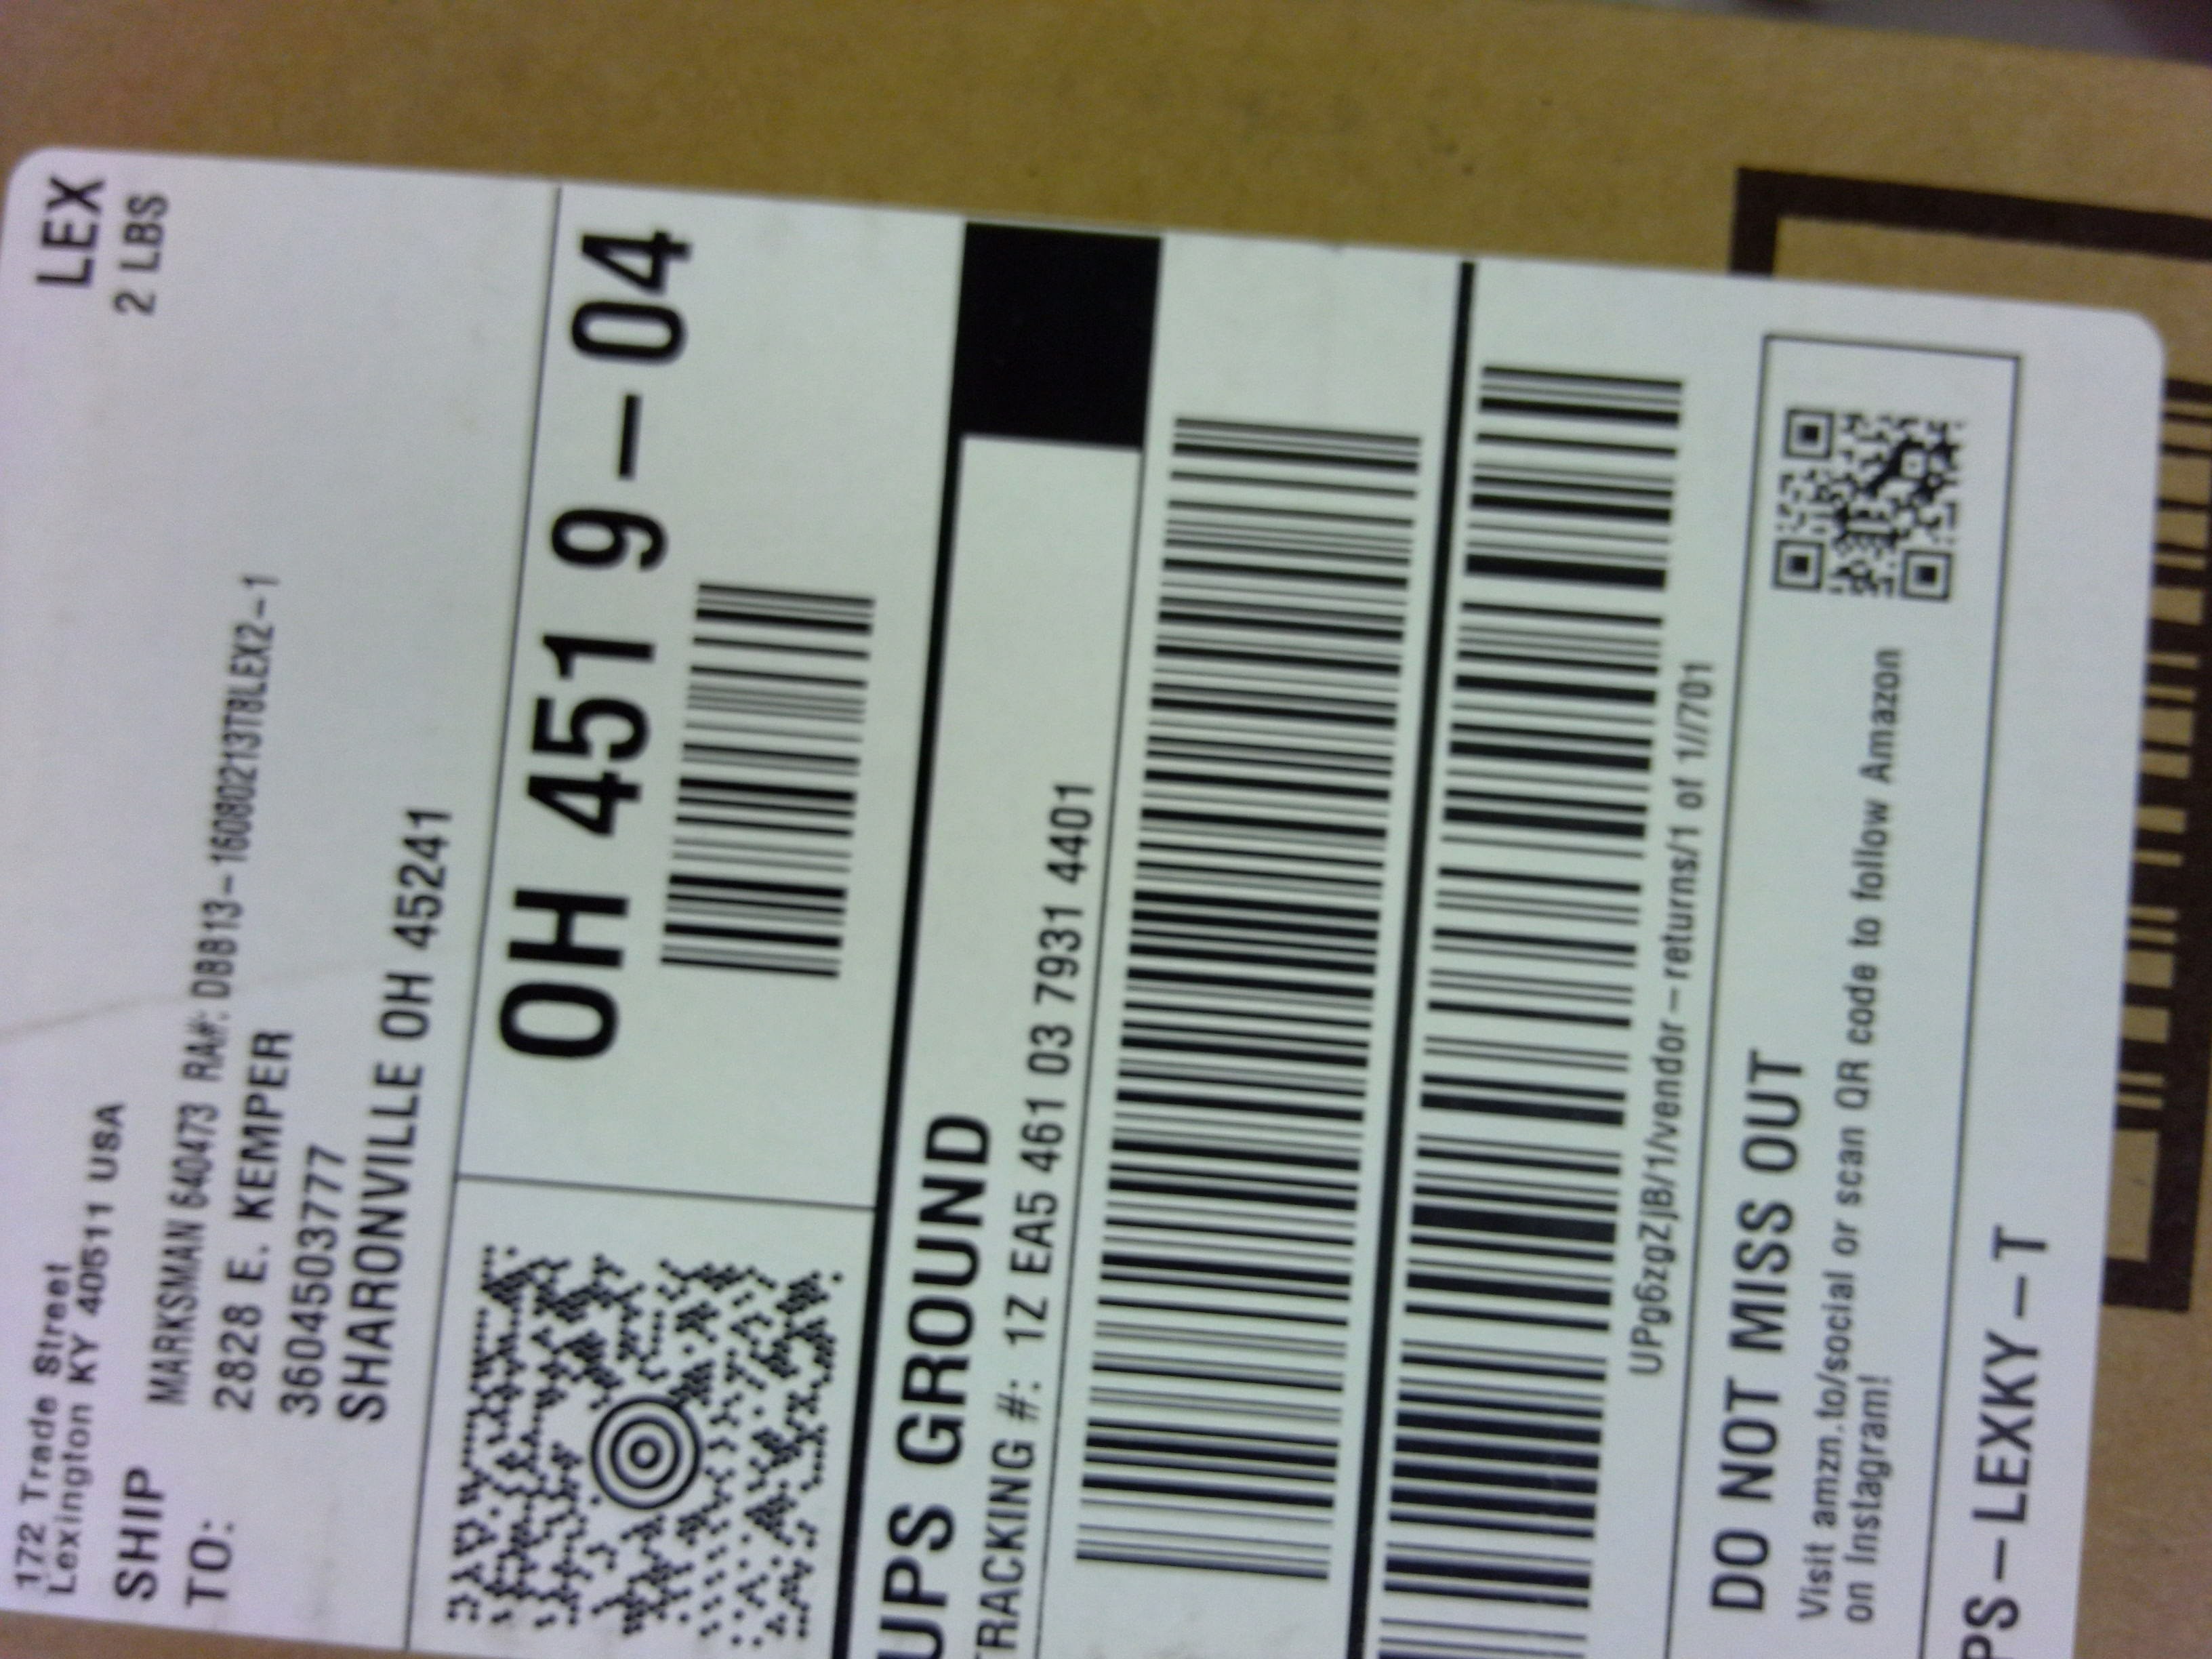 LEX
2 LBS
172 Trade Street
Lexington KY 40511 USA
SHIP
TO:
MARKSMAN 640473 RA#: DBB13-16080213T8LEX2-1
2828 E. KEMPER
3604503777
SHARONVILLE OH 45241
OH 451 9-04
UPS GROUND
TRACKING #: 1Z EA5 461 03 7931 4401
UPg6zgZjB/1/vendor-returns/1 of 1//701
DO NOT MISS OUT
Visit amzn.to/social or scan QR code to follow Amazon
on Instagram!
PS-LEXKY-T